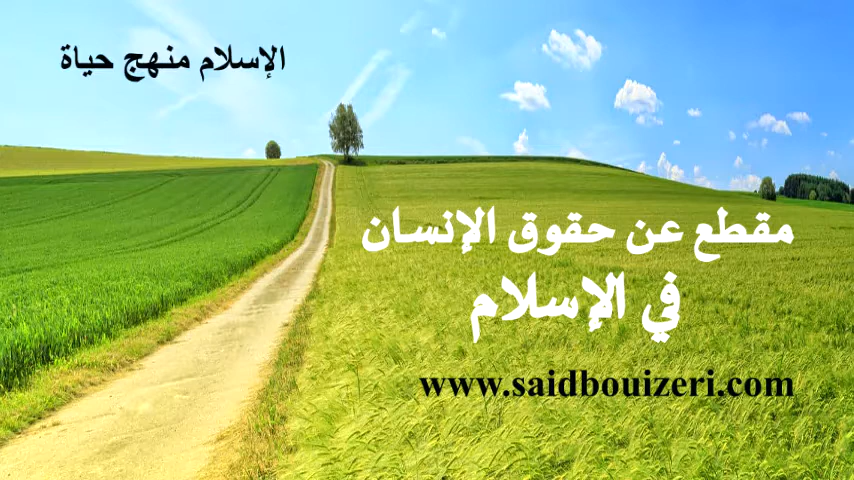 الإسلام منهج حياة
مقطع عن حقوق الإنسان
في الإسلام
www.saidbouizeri.com